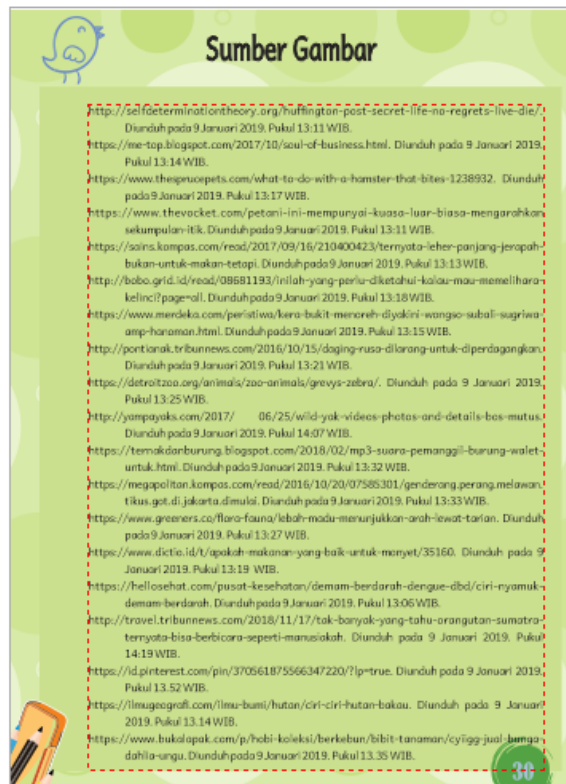 Sumber Gambar
http://selfdeterminationtheory.org/huffington-post-secret-life-no-regrets-live-die/.
Diunduh pada 9 Januari 2019. Pukul 13:11 WIB.
https://me-top.blogspot.com/2017/10/soul-of-business.html. Diunduh pada 9 Januari 2019.
Pukul 13:14 WIB.
https://www.thesprucepets.com/what-to-do-with-a-hamster-that-bites-1238932. Diunduh
pada 9 Januari 2019. Pukul 13:17 WIB.
https://www.thevocket.com/petani-ini-mempunyai-kuasa-luar-biasa-mengarahkan
sekumpulan-itik. Diunduh pada 9 Januari 2019. Pukul 13:11 WIB.
https://sains.kompas.com/read/2017/09/16/210400423/ternyata-leher-panjang-jerapah-
bukan-untuk-makan-tetapi. Diunduh pada 9 Januari 2019. Pukul 13:13 WIB.
http://bobo.grid.id/read/08681193/inilah-yang-perlu-diketahui-kalau-mau-memelihara-
kelinci?page=all. Diunduh pada 9 Januari 2019. Pukul 13:18 WIB.
https://www.merdeka.com/peristiwa/kera-bukit-menoreh-diyakini-wangsa-subali-sugriwa-
amp-hanoman.html. Diunduh pada 9 Januari 2019. Pukul 13:15 WIB.
http://pontianak.tribunnews.com/2016/10/15/daging-rusa-dilarang-untuk-diperdagangkan.
Diunduh pada 9 Januari 2019. Pukul 13:21 WIB.
https://detroitzoo.org/animals/zoo-animals/grevys-zebra/. Diunduh pada 9 Januari 2019.
Pukul 13:25 WIB.
http://yampayaks.com/2017/ 06/25/wild-yak-videos-photos-and-details-bos-mutus.
Diunduh pada 9 Januari 2019. Pukul 14:07 WIB.
https://ternakdanburung.blogspot.com/2018/02/mp3-suara-pemanggil-burung-walet-
untuk.html. Diunduh pada 9 Januari 2019. Pukul 13:32 WIB.
https://megapolitan.kompas.com/read/2016/10/20/07585301/genderang.perang.melawan.
tikus.got.di.jakarta.dimulai. Diunduh pada 9 Januari 2019. Pukul 13:33 WIB.
https://www.greeners.co/flora-fauna/lebah-madu-menunjukkan-arah-lewat-tarian. Diunduh
pada 9 Januari 2019. Pukul 13:27 WIB.
https://www.dictio.id/t/apakah-makanan-yang-baik-untuk-monyet/35160. Diunduh pada 9
Januari 2019. Pukul 13:19 WIB.
https://hellosehat.com/pusat-kesehatan/demam-berdarah-dengue-dbd/ciri-nyamuk-
demam-berdarah. Diunduh pada 9 Januari 2019. Pukul 13:06 WIB.
http://travel.tribunnews.com/2018/11/17/tak-banyak-yang-tahu-orangutan-sumatra-
ternyata-bisa-berbicara-seperti-manusiakah. Diunduh pada 9 Januari 2019. Pukul
14:19 WIB.
https://id.pinterest.com/pin/370561875566347220/?lp=true. Diunduh pada 9 Januari 2019.
Pukul 13.52 WIB.
https://ilmugeografi.com/ilmu-bumi/hutan/ciri-ciri-hutan-bakau. Diunduh pada 9 Januari
2019. Pukul 13.14 WIB.
https://www.bukalapak.com/p/hobi-koleksi/berkebun/bibit-tanaman/cyiigg-jual-bunga-
dahlia-ungu. Diunduh pada 9 Januari 2019. Pukul 13.35 WIB.
30